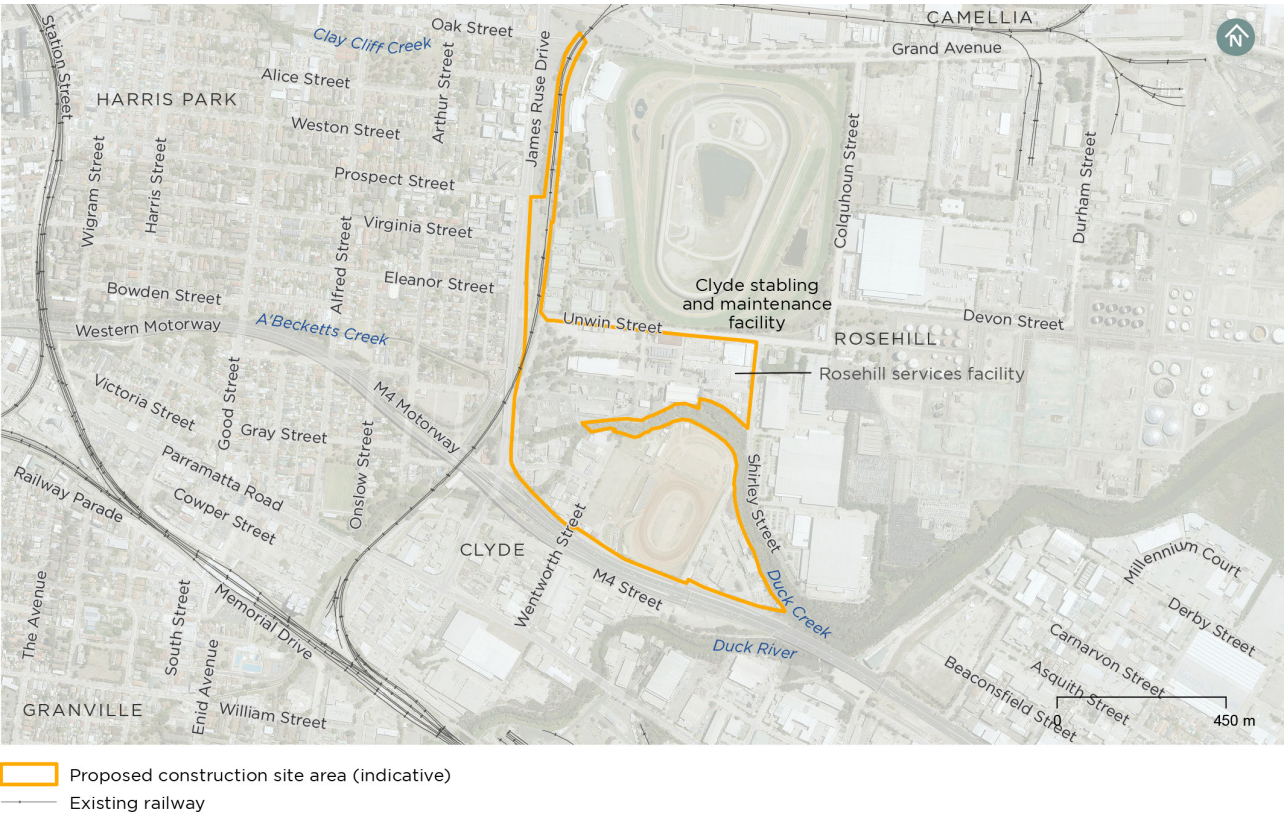 CAMELLIA
Oak Street
Station Street
Clay Cliff Creek
Grand Avenue
N
Alice Street
Arthur Street
James Ruse Drive
HARRIS PARK
Weston Street
Colquhoun Street
Durham Street
Wigram Street
Harris Street
Prospect Street
Virginia Street
Alfred Street
Eleanor Street
Clyde stabling
and maintenance
facility
Bowden Street
Western Motorway
A'Becketts Creek
Unwin Street
Devon Street
ROSEHILL
Rosehill services facility
Victoria Street
Good Street
M4 Motorway
Gray Street
Onslow Street
Parramatta Road
Cowper Street
Railway Parade
Shirley Street
CLYDE
Wentworth Street
M4 Street
Duck Creek
Duck River
Millennium Court
Derby Street
Carnarvon Street
Asquith Street
Beaconsfield Street
The Avenue
South Street
Memorial Drive
Enid Avenue
GRANVILLE
William Street
0
450 m
Proposed construction site area (indicative)
Existing railway